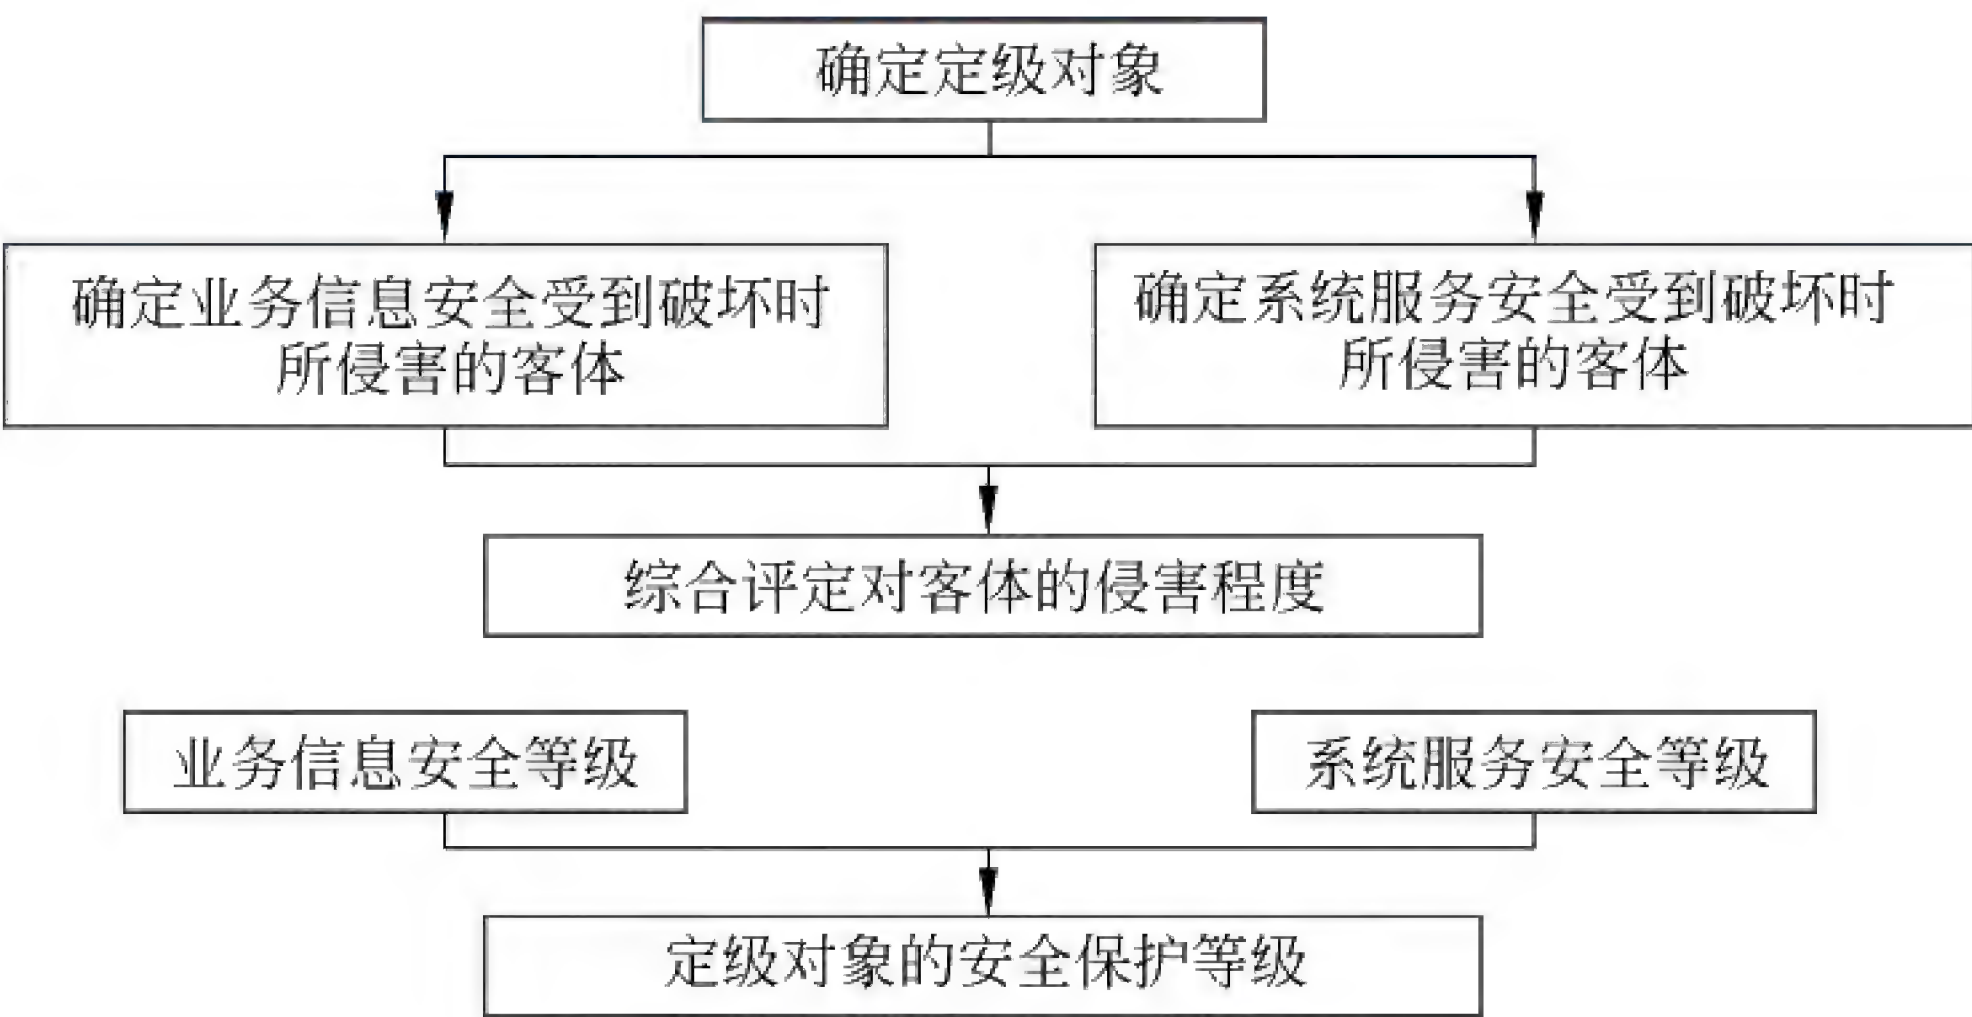 确定定级对象
确定业务信息安全受到破坏时
所侵害的客体
确定系统服务安全受到破坏时
所侵害的客体
综合评定对客体的侵害程度
业务信息安全等级
系统服务安全等级
定级对象的安全保护等级